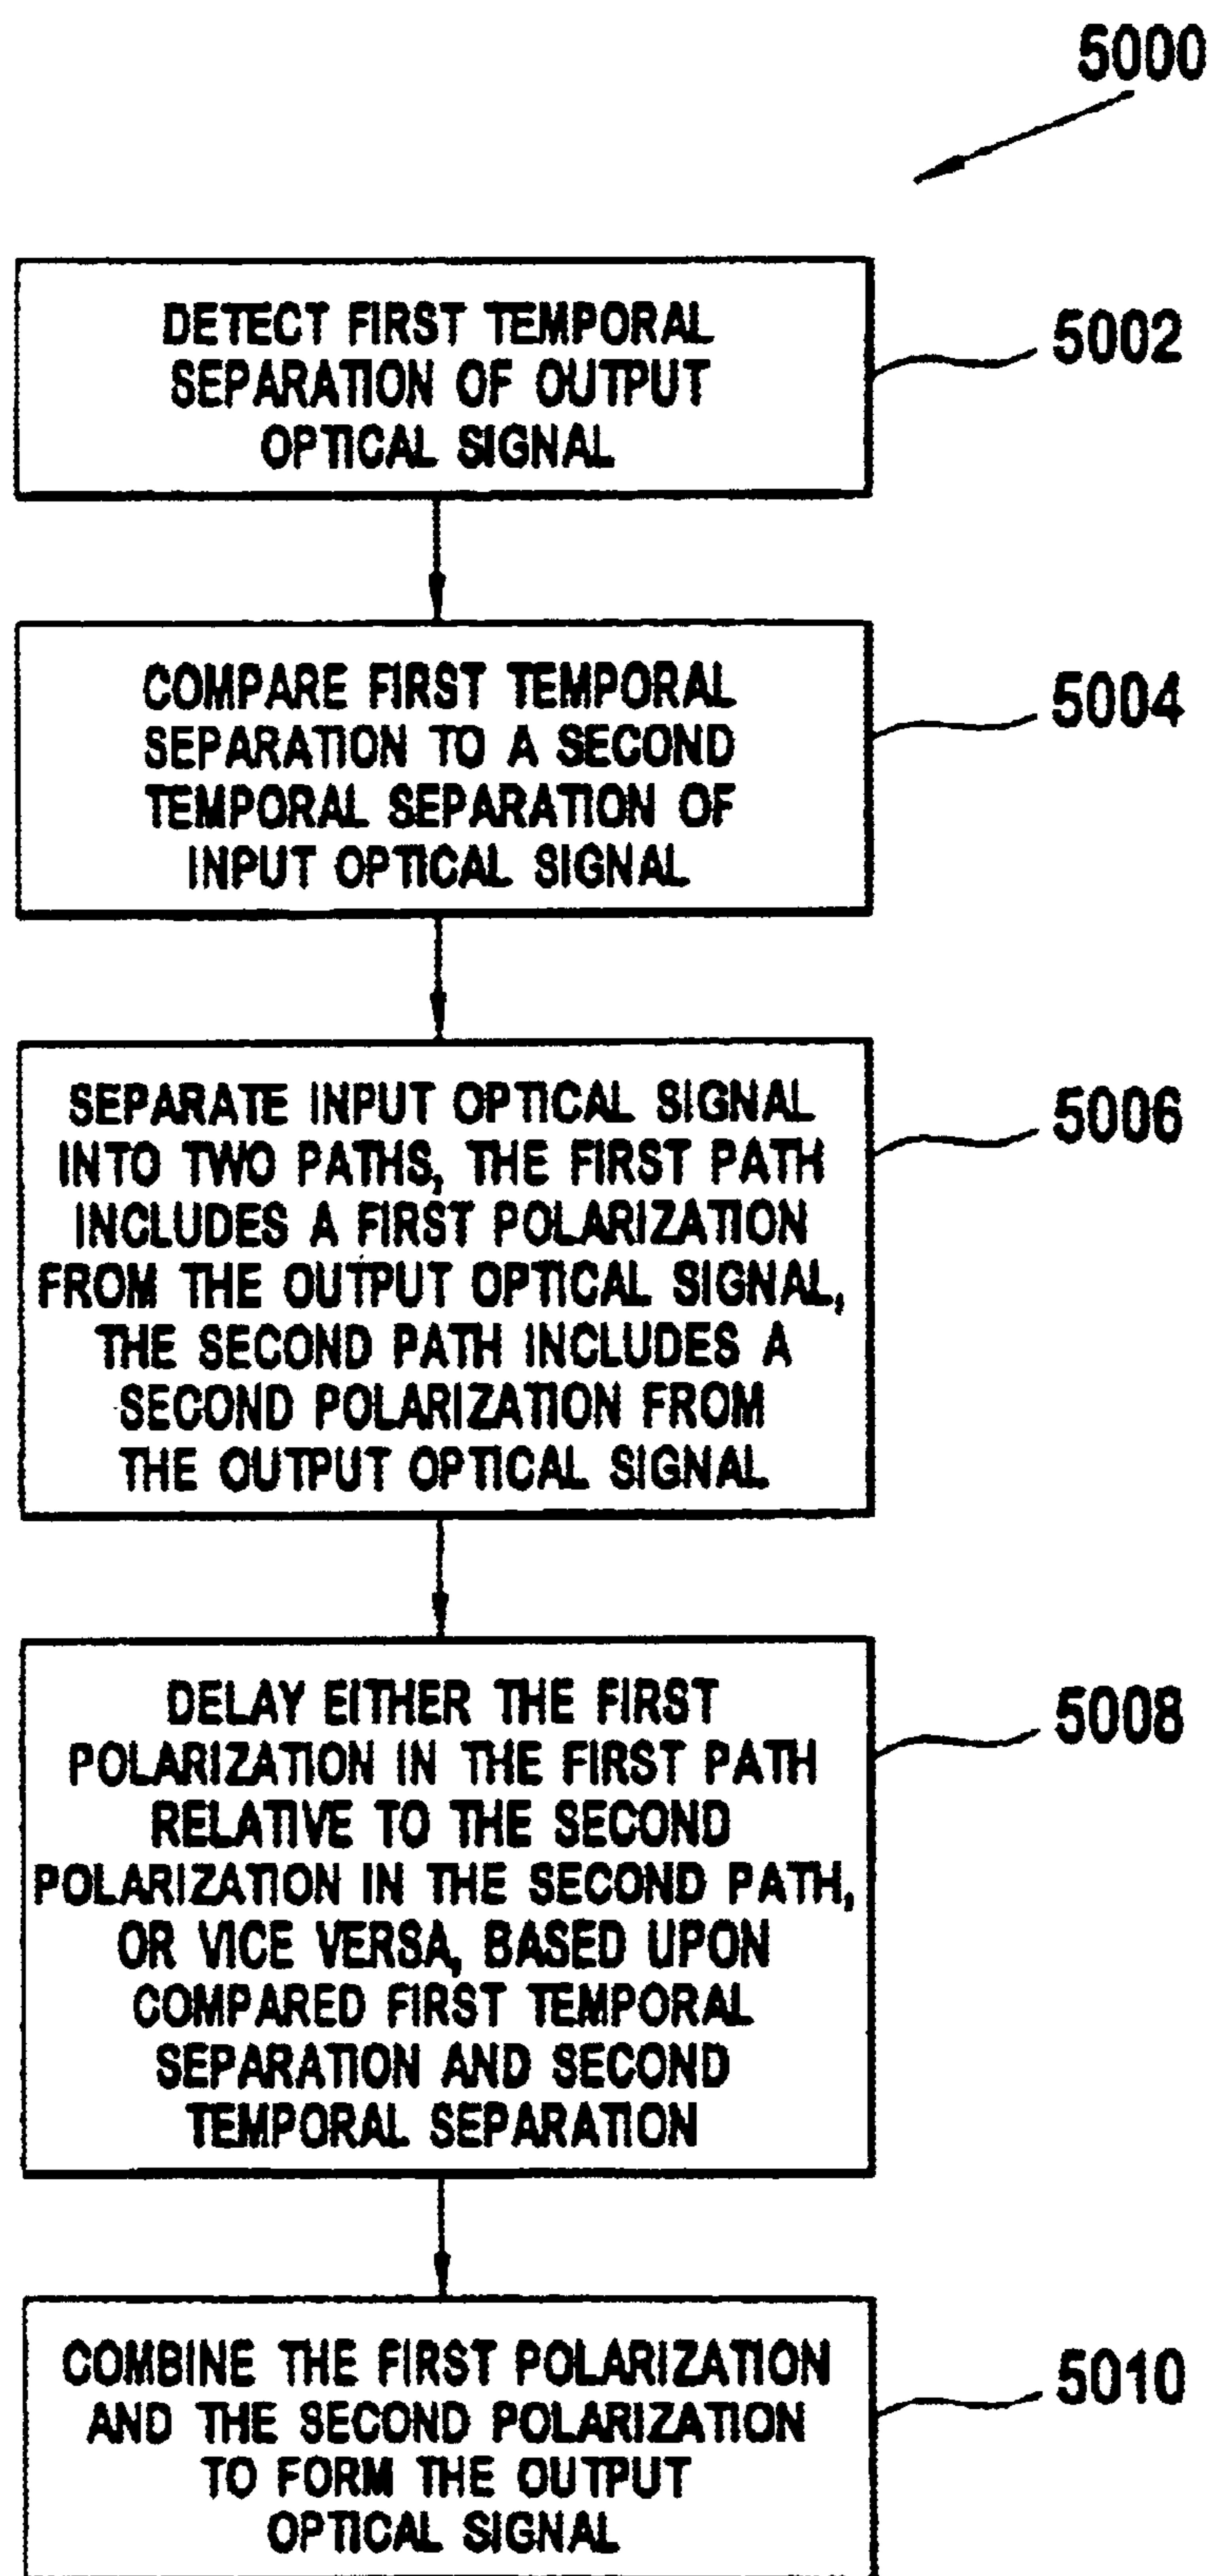 5000
DETECT FIRST TEMPORAL
SEPARATION OF OUTPUT
OPTICAL SIGNAL
5002
COMPARE FIRST TEMPORAL
SEPARATION TO A SECOND
TEMPORAL SEPARATION OF
INPUT OPTICAL SIGNAL
5004
SEPARATE INPUT OPTICAL SIGNAL
INTO TWO PATHS, THE FIRST PATH
INCLUDES A FIRST POLARIZATION
FROM THE OUTPUT OPTICAL SIGNAL,
THE SECOND PATH INCLUDES A
SECOND POLARIZATION FROM
THE OUTPUT OPTICAL SIGNAL
5006
DELAY EITHER THE FIRST
POLARIZATION IN THE FIRST PATH
RELATIVE TO THE SECOND
POLARIZATION IN THE SECOND PATH,
OR VICE VERSA, BASED UPON
COMPARED FIRST TEMPORAL
SEPARATION AND SECOND
TEMPORAL SEPARATION
5008
COMBINE THE FIRST POLARIZATION
AND THE SECOND POLARIZATION
TO FORM THE OUTPUT
OPTICAL SIGNAL
5010